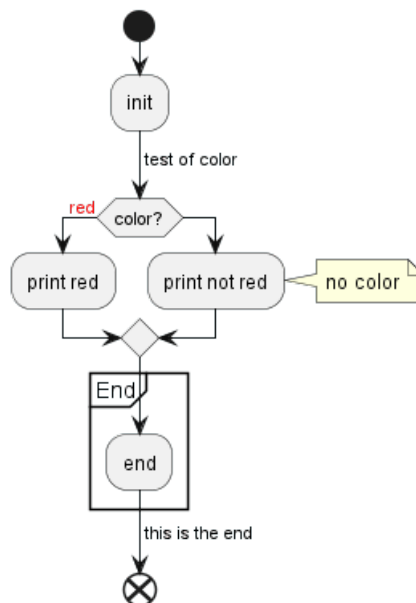 init
test of color
red
color?
print red
print not red
no color
End
end
this is the end